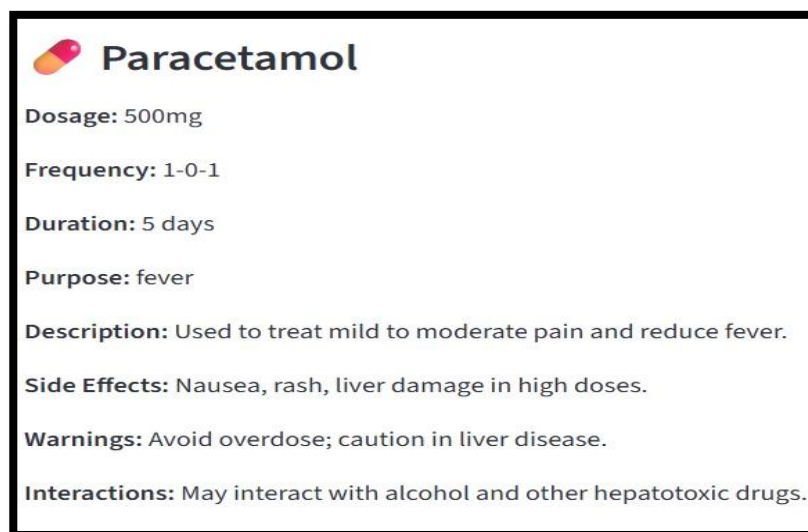 Paracetamol
Dosage: 500mg
Frequency: 1-0-1
Duration: 5 days
Purpose: fever
Description: Used to treat mild to moderate pain and reduce fever.
Side Effects: Nausea, rash, liver damage in high doses.
Warnings: Avoid overdose; caution in liver disease.
Interactions: May interact with alcohol and other hepatotoxic drugs.